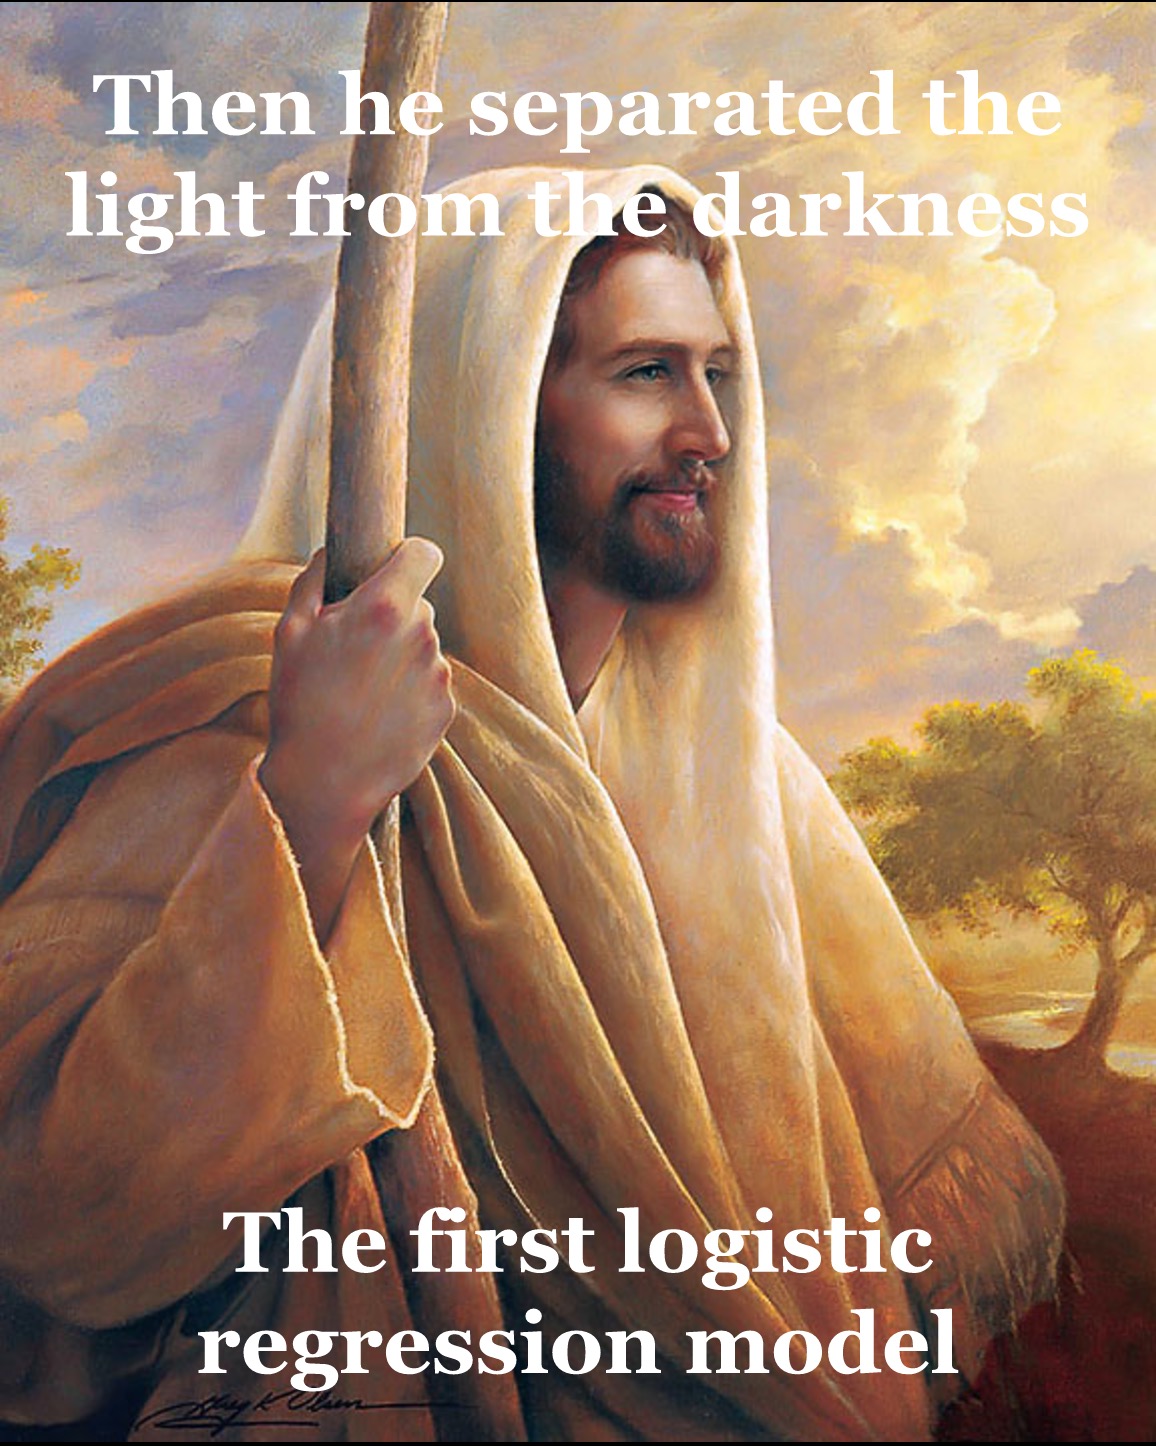 Then he separated the
light from the darkness
The first logistic
regression model
Greg K Olsen